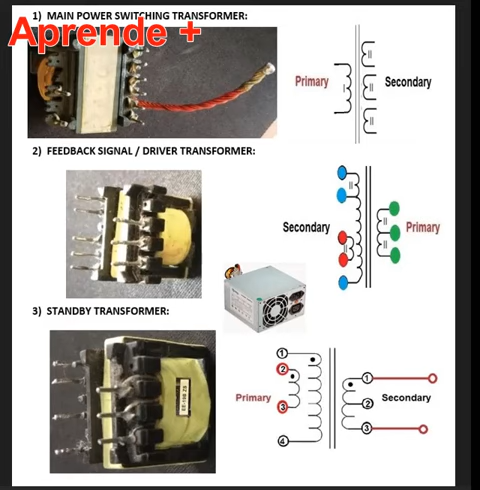 1) MAIN POWER SWITCHING TRANSFORMER:
Aprende +
Primary
Secondary
2) FEEDBACK SIGNAL / DRIVER TRANSFORMER:
Secondary
Primary
3) STANDBY TRANSFORMER:
1
2
3
4
Primary
1
2
3
Secondary